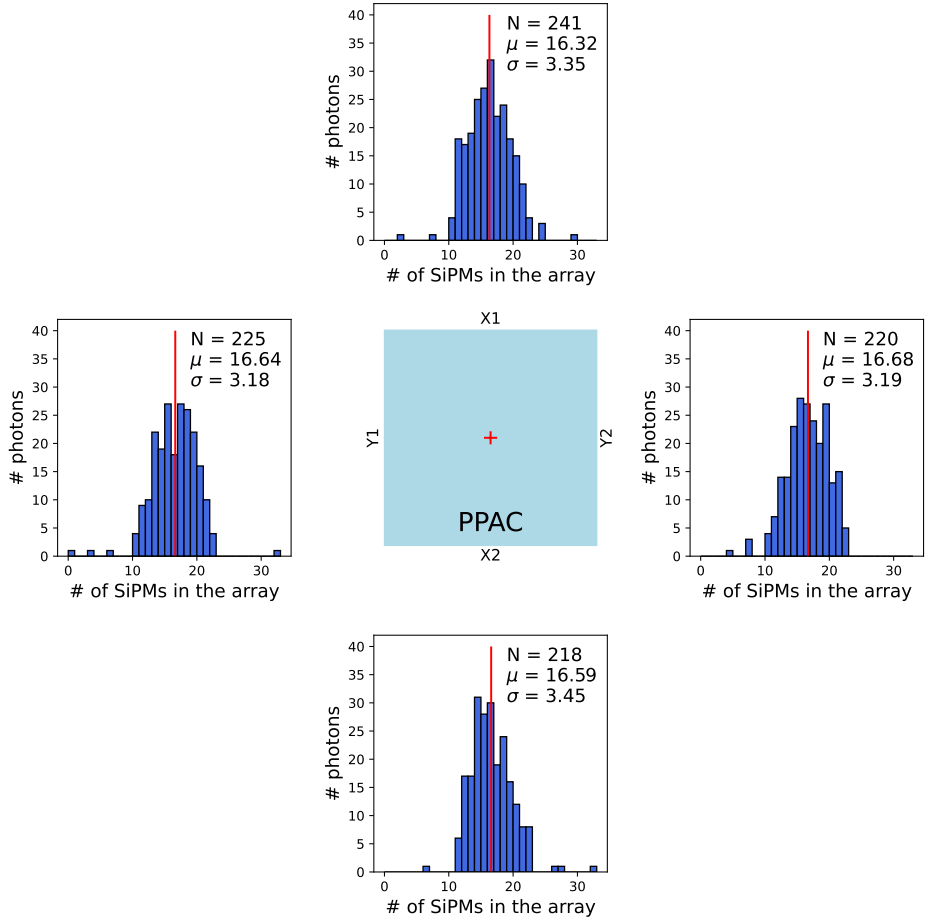 N = 241
μ = 16.32
σ = 3.35
40
35
30
25
20
15
10
5
0
# photons
0 10 20 30
# of SiPMs in the array
N = 225
μ = 16.64
σ = 3.18
40
35
30
25
20
15
10
5
0
# photons
0 10 20 30
# of SiPMs in the array
X1
Y1
Y2
PPAC
X2
N = 220
μ = 16.68
σ = 3.19
40
35
30
25
20
15
10
5
0
# photons
0 10 20 30
# of SiPMs in the array
N = 218
μ = 16.59
σ = 3.45
40
35
30
25
20
15
10
5
0
# photons
0 10 20 30
# of SiPMs in the array